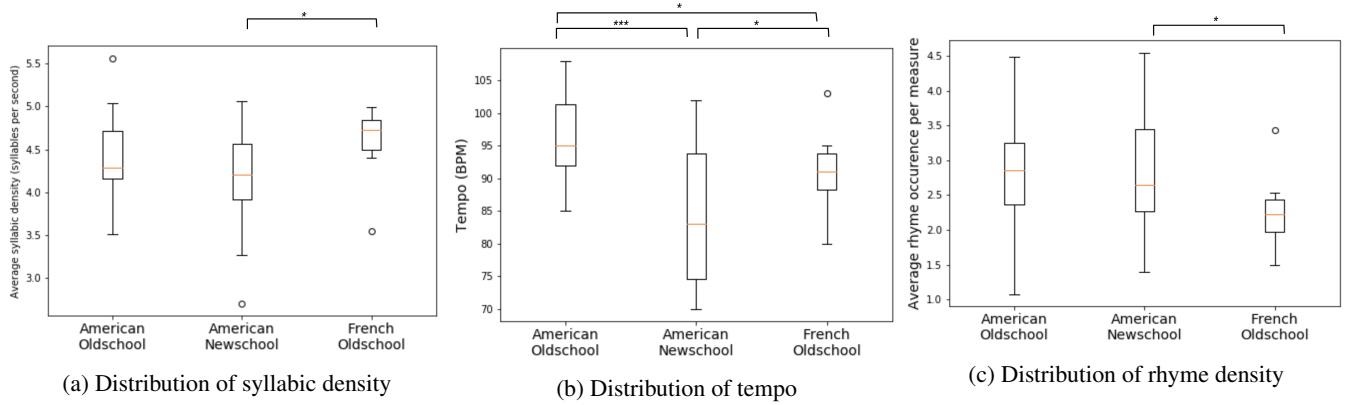 *
Average syllabic density (syllables per second)
5.5
5.0
4.5
4.0
3.5
3.0
American
Oldschool
American
Newschool
French
Oldschool
(a) Distribution of syllabic density
*
***
*
Tempo (BPM)
105
100
95
90
85
80
75
70
American
Oldschool
American
Newschool
French
Oldschool
(b) Distribution of tempo
*
Average rhyme occurence per measure
4.5
4.0
3.5
3.0
2.5
2.0
1.5
1.0
American
Oldschool
American
Newschool
French
Oldschool
(c) Distribution of rhyme density